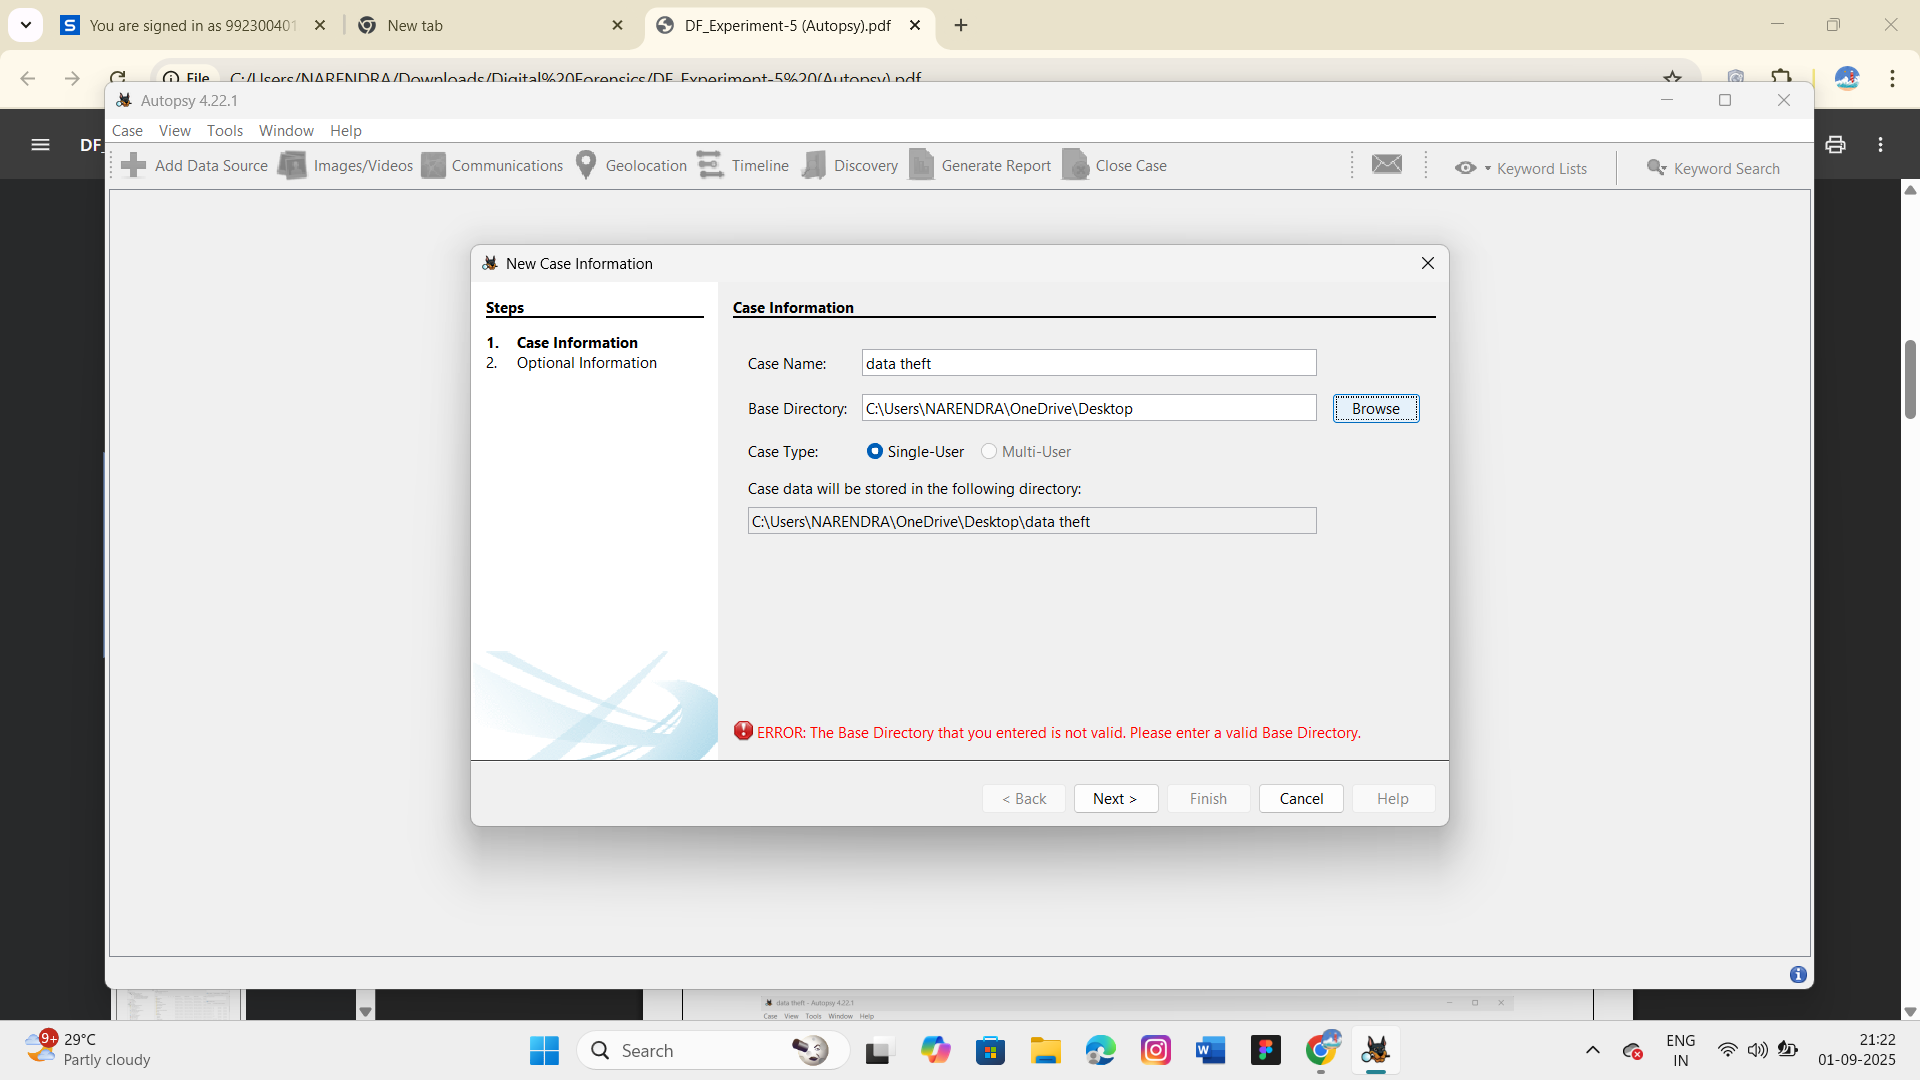 You are signed in as 992300401
New tab
DF_Experiment-5 (Autopsy).pdf
File
C:/Users/NARENDRA/Downloads/Digital%20Forensics/DF_Experiment-5%20(Autopsy).pdf
DF_
Autopsy 4.22.1
Case View Tools Window Help
Add Data Source Images/Videos Communications Geolocation Timeline Discovery Generate Report Close Case Keyword Lists Keyword Search
New Case Information
Steps
1. Case Information
2. Optional Information
Case Information
Case Name: data theft
Base Directory: C:\Users\NARENDRA\OneDrive\Desktop Browse
Case Type: Single-User Multi-User
Case data will be stored in the following directory:
C:\Users\NARENDRA\OneDrive\Desktop\data theft
ERROR: The Base Directory that you entered is not valid. Please enter a valid Base Directory.
< Back Next > Finish Cancel Help
data theft - Autopsy 4.22.1
Case View Tools Window Help
9+
29°C
Partly cloudy
Search
ENG
IN
21:22
01-09-2025